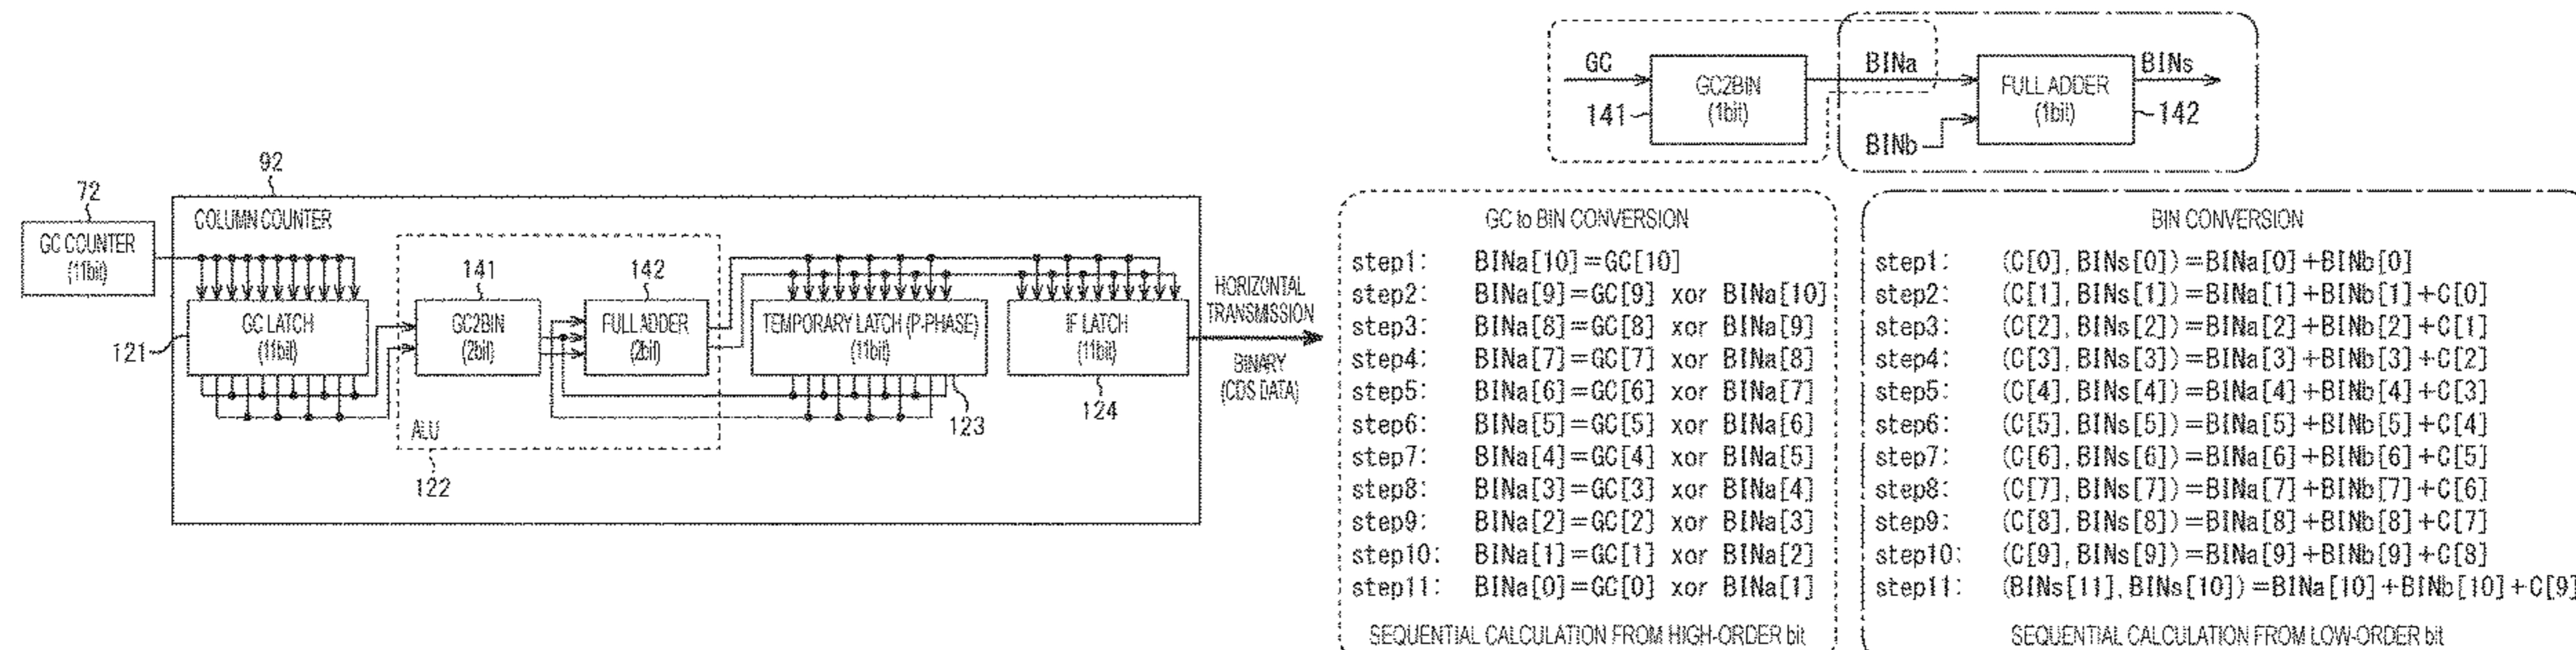 92
72
GC COUNTER
(11bit)
COLUMN COUNTER
121
GC LATCH
(11bit)
141
GC2BIN
(2bit)
142
FULL ADDER
(2bit)
ALU
122
TEMPORARY LATCH (P-PHASE)
(11bit)
123
IF LATCH
(11bit)
124
HORIZONTAL
TRANSMISSION
BINARY
(CDS DATA)
GC
GC2BIN
(1bit)
141
BINa
BINb
FULL ADDER
(1bit)
142
BINs
GC to BIN CONVERSION
step1: BINa[10]=GC[10]
step2: BINa[9]=GC[9] xor BINa[10]
step3: BINa[8]=GC[8] xor BINa[9]
step4: BINa[7]=GC[7] xor BINa[8]
step5: BINa[6]=GC[6] xor BINa[7]
step6: BINa[5]=GC[5] xor BINa[6]
step7: BINa[4]=GC[4] xor BINa[5]
step8: BINa[3]=GC[3] xor BINa[4]
step9: BINa[2]=GC[2] xor BINa[3]
step10: BINa[1]=GC[1] xor BINa[2]
step11: BINa[0]=GC[0] xor BINa[1]
SEQUENTIAL CALCULATION FROM HIGH-ORDER bit
BIN CONVERSION
step1: (C[0], BINs[0])=BINa[0]+BINb[0]
step2: (C[1], BINs[1])=BINa[1]+BINb[1]+C[0]
step3: (C[2], BINs[2])=BINa[2]+BINb[2]+C[1]
step4: (C[3], BINs[3])=BINa[3]+BINb[3]+C[2]
step5: (C[4], BINs[4])=BINa[4]+BINb[4]+C[3]
step6: (C[5], BINs[5])=BINa[5]+BINb[5]+C[4]
step7: (C[6], BINs[6])=BINa[6]+BINb[6]+C[5]
step8: (C[7], BINs[7])=BINa[7]+BINb[7]+C[6]
step9: (C[8], BINs[8])=BINa[8]+BINb[8]+C[7]
step10: (C[9], BINs[9])=BINa[9]+BINb[9]+C[8]
step11: (BINs[11], BINs[10])=BINa[10]+BINb[10]+C[9]
SEQUENTIAL CALCULATION FROM LOW-ORDER bit